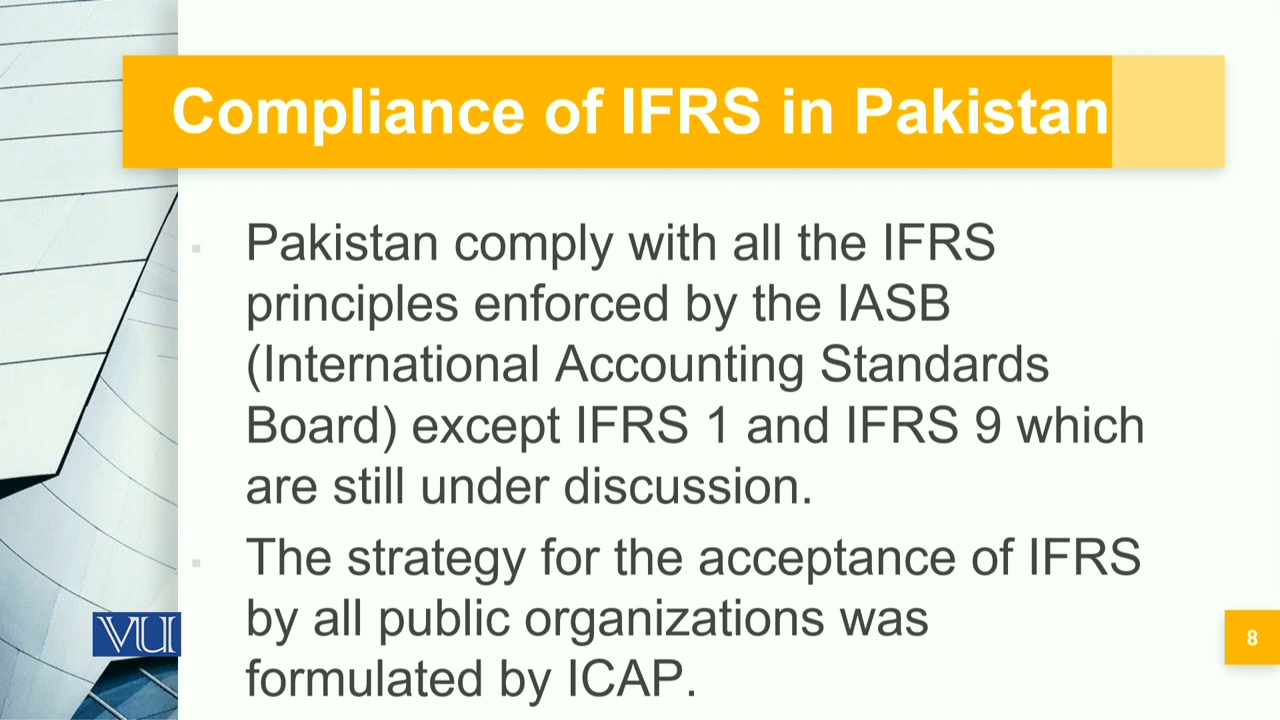 Compliance of IFRS in Pakistan
Pakistan comply with all the IFRS
principles enforced by the IASB
(International Accounting Standards
Board) except IFRS 1 and IFRS 9 which
are still under discussion.
The strategy for the acceptance of IFRS
by all public organizations was
formulated by ICAP.
VU
8